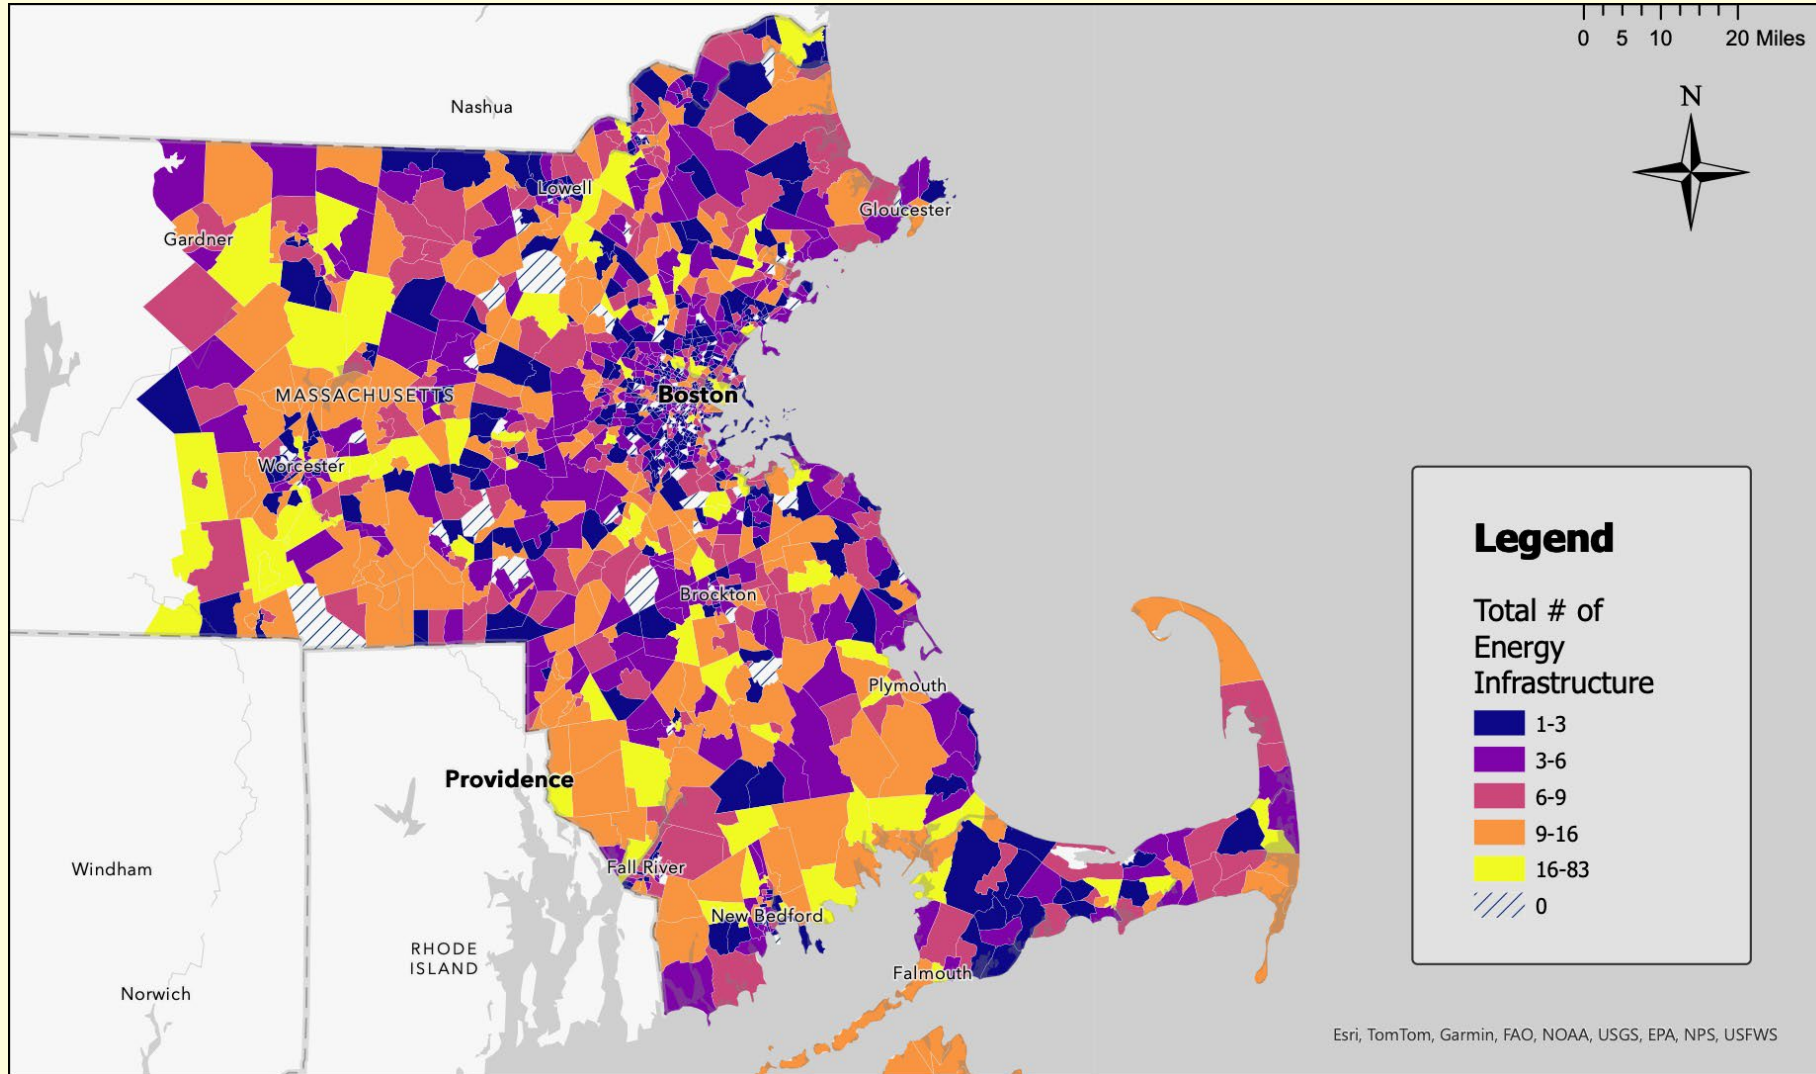 0 5 10 20 Miles
N
Nashua
Lowell
Gloucester
Gardner
MASSACHUSETTS
Boston
Worcester
Brockton
Plymouth
Providence
Fall River
Windham
New Bedford
RHODE
ISLAND
Falmouth
Norwich
Legend
Total # of
Energy
Infrastructure
1-3
3-6
6-9
9-16
16-83
0
Esri, TomTom, Garmin, FAO, NOAA, USGS, EPA, NPS, USFWS